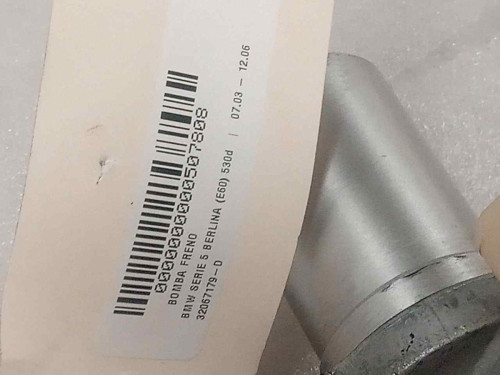 0000000000507808
BOMBA FRENO
BMW SERIE 5 BERLINA (E60) 530d | 07.03 - 12.06
32067179-D